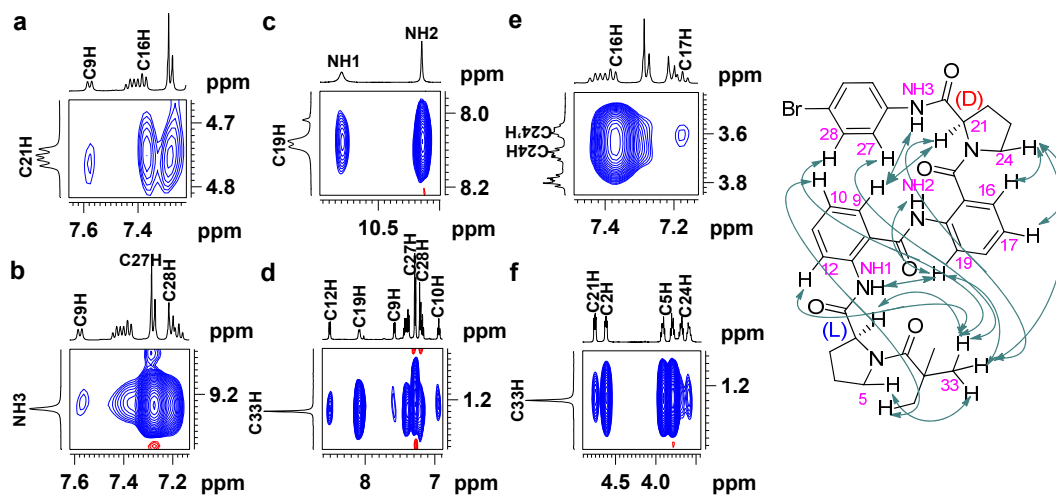 a
C9H
C16H
ppm
C21H
4.7
4.8
7.6
7.4
ppm
b
C27H
C9H
C28H
ppm
NH3
9.2
7.6
7.4
7.2
ppm
c
NH1
NH2
ppm
C19H
8.0
8.2
10.5
ppm
d
C12H
C19H
C9H
C27H
C28H
C10H
ppm
C33H
1.2
8
7
ppm
e
C16H
C17H
ppm
C24'H
C24H
3.6
3.8
7.4
7.2
ppm
f
C21H
C2H
C5H
C24H
ppm
C33H
1.2
4.5
4.0
ppm
NH3
O
H
(D)
Br
21
28
27
H
N
24
H
H
H
H
O
H
10
9
NH2
H
16
H
N
17
H
12
O
19
H
NH1
N
H
H
O
H
H
(L)
O
N
H
H
33
5
H
H
H